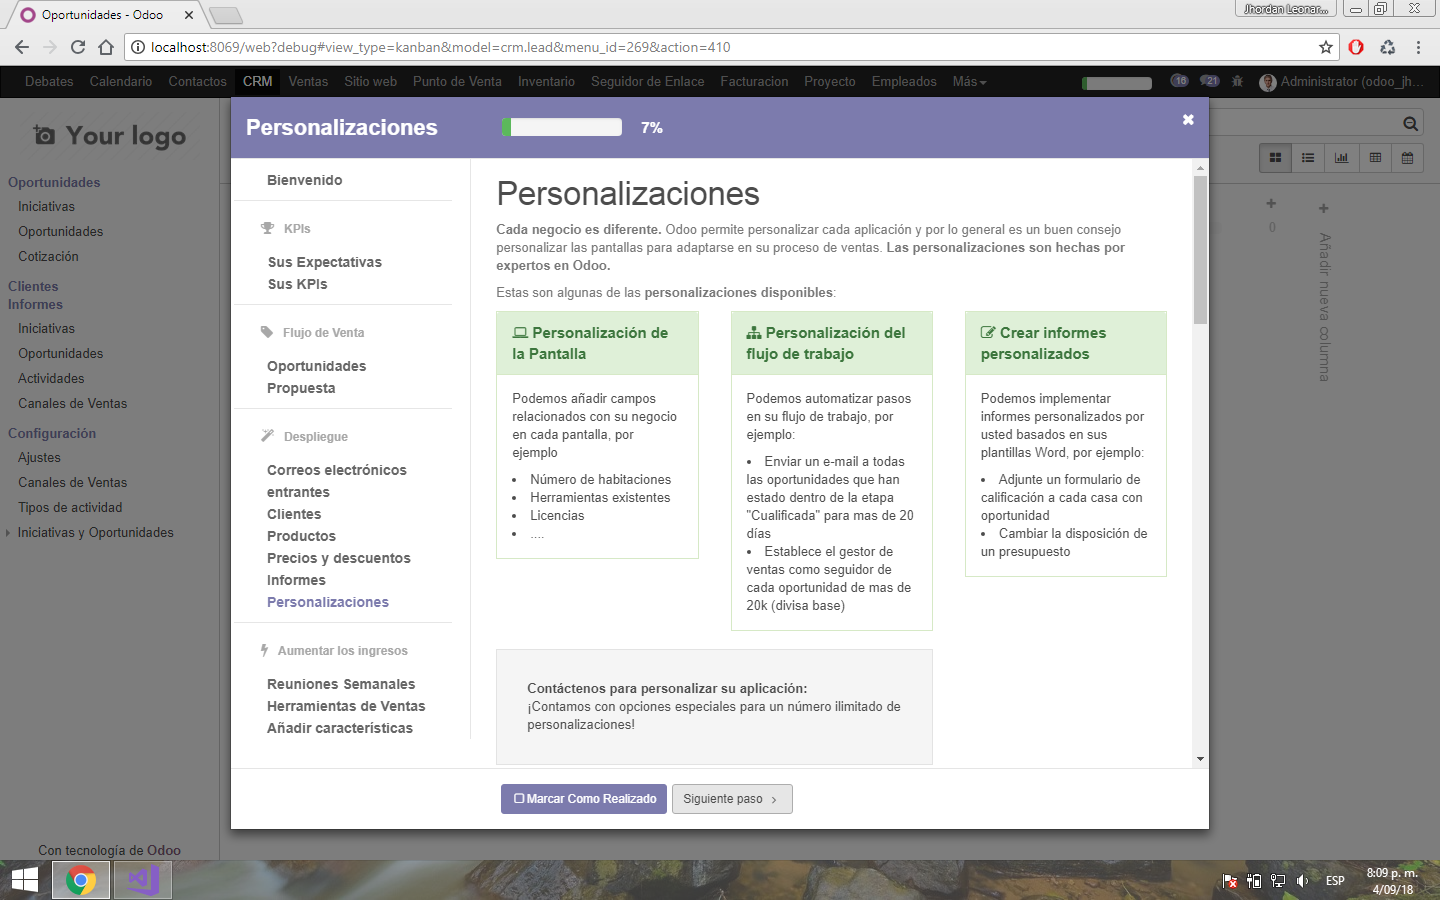 Oportunidades - Odoo
Jhordan Leonar...
localhost:8069/web?debug#view_type=kanban&model=crm.lead&menu_id=269&action=410
Debates Calendario Contactos CRM Ventas Sitio web Punto de Venta Inventario Seguidor de Enlace Facturacion Proyecto Empleados Más 16 21 Administrator (odoo_jh...
Your logo
Oportunidades
Iniciativas
Oportunidades
Cotización
Clientes
Informes
Iniciativas
Oportunidades
Actividades
Canales de Ventas
Configuración
Ajustes
Canales de Ventas
Tipos de actividad
Iniciativas y Oportunidades
Con tecnología de Odoo
Personalizaciones 7%
Bienvenido
KPIs
Sus Expectativas
Sus KPIs
Flujo de Venta
Oportunidades
Propuesta
Despliegue
Correos electrónicos
entrantes
Clientes
Productos
Precios y descuentos
Informes
Personalizaciones
Aumentar los ingresos
Reuniones Semanales
Herramientas de Ventas
Añadir características
Personalizaciones
Cada negocio es diferente. Odoo permite personalizar cada aplicación y por lo general es un buen consejo
personalizar las pantallas para adaptarse en su proceso de ventas. Las personalizaciones son hechas por
expertos en Odoo.
Estas son algunas de las personalizaciones disponibles:
Personalización de
la Pantalla
Podemos añadir campos
relacionados con su negocio
en cada pantalla, por
ejemplo
• Número de habitaciones
• Herramientas existentes
• Licencias
• ....
Personalización del
flujo de trabajo
Podemos automatizar pasos
en su flujo de trabajo, por
ejemplo:
• Enviar un e-mail a todas
las oportunidades que han
estado dentro de la etapa
"Cualificada" para mas de 20
días
• Establece el gestor de
ventas como seguidor de
cada oportunidad de mas de
20k (divisa base)
Crear informes
personalizados
Podemos implementar
informes personalizados por
usted basados en sus
plantillas Word, por ejemplo:
• Adjunte un formulario de
calificación a cada casa con
oportunidad
• Cambiar la disposición de
un presupuesto
Contáctenos para personalizar su aplicación:
¡Contamos con opciones especiales para un número ilimitado de
personalizaciones!
Marcar Como Realizado
Siguiente paso
0
Añadir nueva columna
ESP
8:09 p. m.
4/09/18